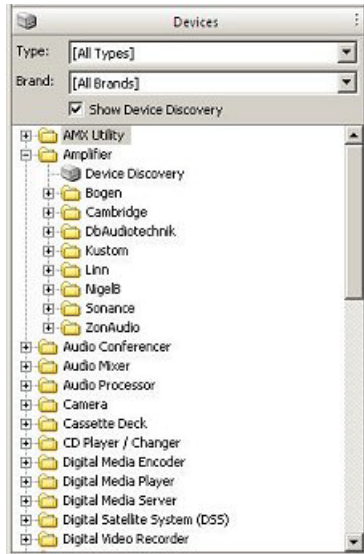 Devices
Type: [All Types]
Brand: [All Brands]
Show Device Discovery
AMX Utility
Amplifier
Device Discovery
Bogen
Cambridge
DbAudiotechnik
Kustom
Linn
NigelB
Sonance
ZonAudio
Audio Conferencer
Audio Mixer
Audio Processor
Camera
Cassette Deck
CD Player / Changer
Digital Media Encoder
Digital Media Player
Digital Media Server
Digital Satellite System (DSS)
Digital Video Recorder